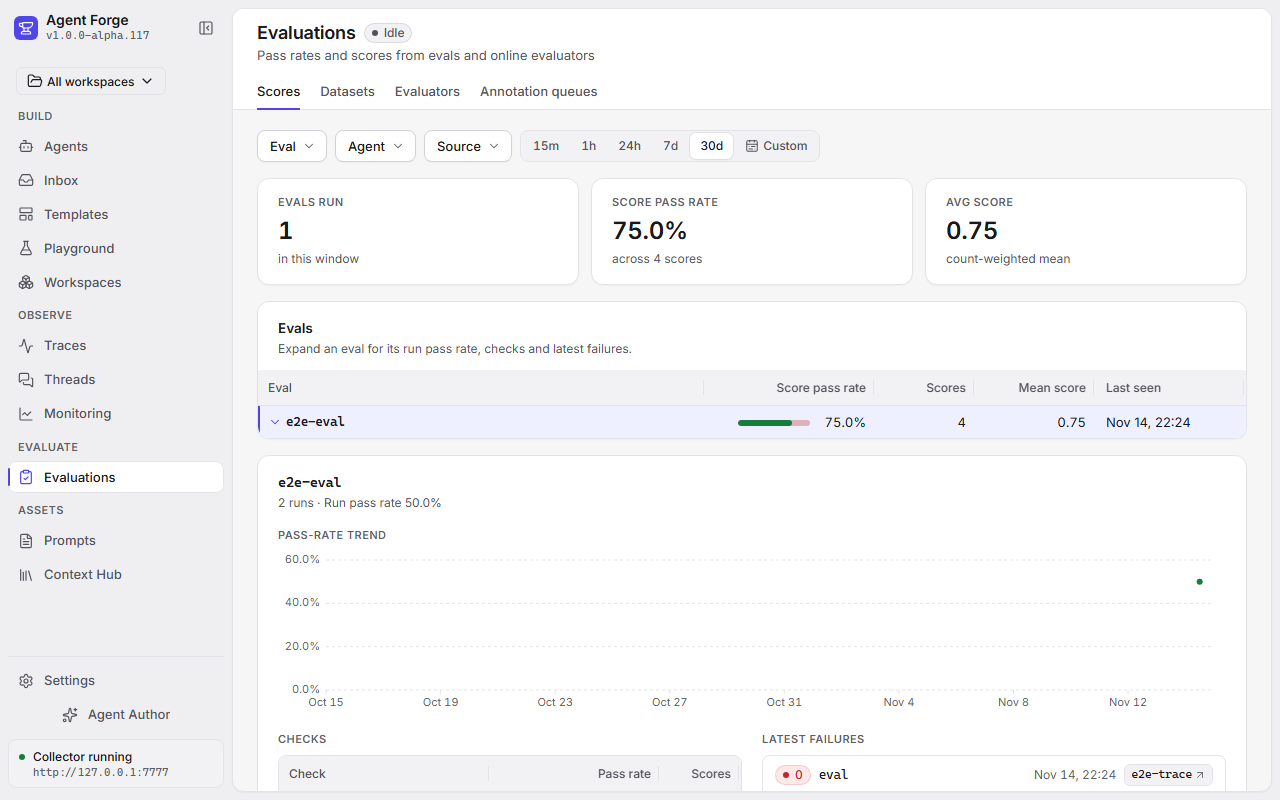 Agent Forge
v1.0.0-alpha.117
All workspaces
BUILD
Agents
Inbox
Templates
Playground
Workspaces
OBSERVE
Traces
Threads
Monitoring
EVALUATE
Evaluations
ASSETS
Prompts
Context Hub
Settings
Agent Author
Collector running
http://127.0.0.1:7777
Evaluations Idle
Pass rates and scores from evals and online evaluators
Scores Datasets Evaluators Annotation queues
Eval Agent Source 15m 1h 24h 7d 30d Custom
EVALS RUN
1
in this window
SCORE PASS RATE
75.0%
across 4 scores
AVG SCORE
0.75
count-weighted mean
Evals
Expand an eval for its run pass rate, checks and latest failures.
Eval Score pass rate Scores Mean score Last seen
e2e-eval 75.0% 4 0.75 Nov 14, 22:24
e2e-eval
2 runs · Run pass rate 50.0%
PASS-RATE TREND
60.0%
40.0%
20.0%
0.0%
Oct 15 Oct 19 Oct 23 Oct 27 Oct 31 Nov 4 Nov 8 Nov 12
CHECKS
Check Pass rate Scores
LATEST FAILURES
0 eval Nov 14, 22:24 e2e-trace